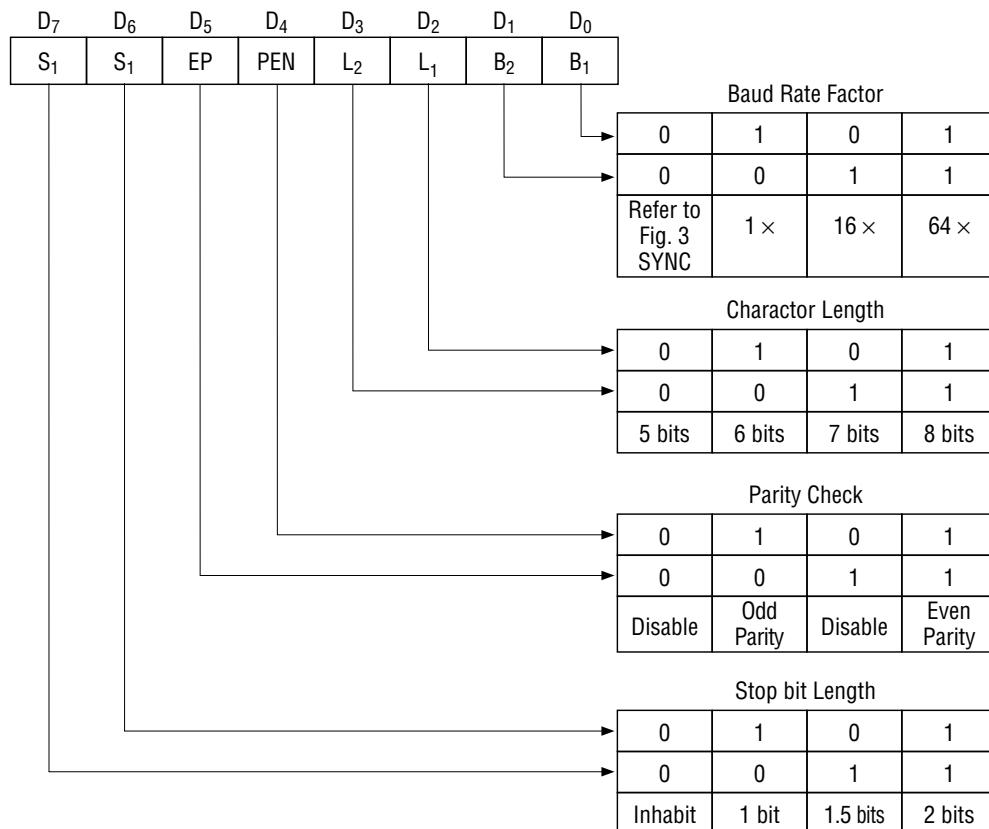 D7 D6 D5 D4 D3 D2 D1 D0
S1 S1 EP PEN L2 L1 B2 B1
Baud Rate Factor
0 1 0 1
0 0 1 1
Refer to Fig. 3 SYNC 1 × 16 × 64 ×
Charactor Length
0 1 0 1
0 0 1 1
5 bits 6 bits 7 bits 8 bits
Parity Check
0 1 0 1
0 0 1 1
Disable Odd Parity Disable Even Parity
Stop bit Length
0 1 0 1
0 0 1 1
Inhabit 1 bit 1.5 bits 2 bits